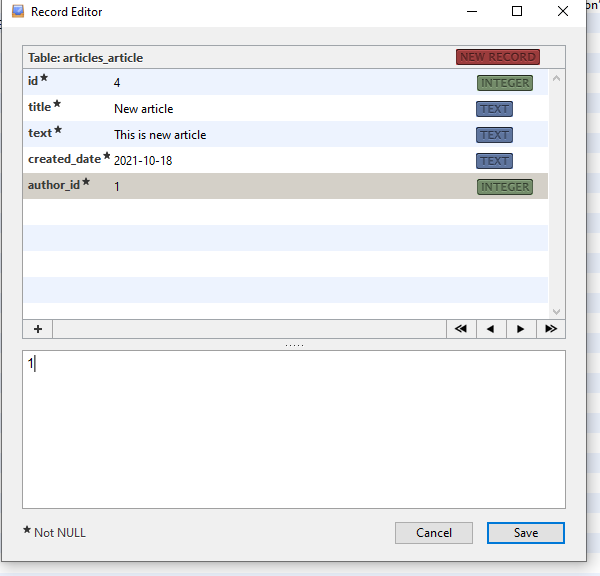 Record Editor
Table: articles_article NEW RECORD
id* 4 INTEGER
title* New article TEXT
text* This is new article TEXT
created_date* 2021-10-18 TEXT
author_id* 1 INTEGER
+
1
* Not NULL Cancel Save